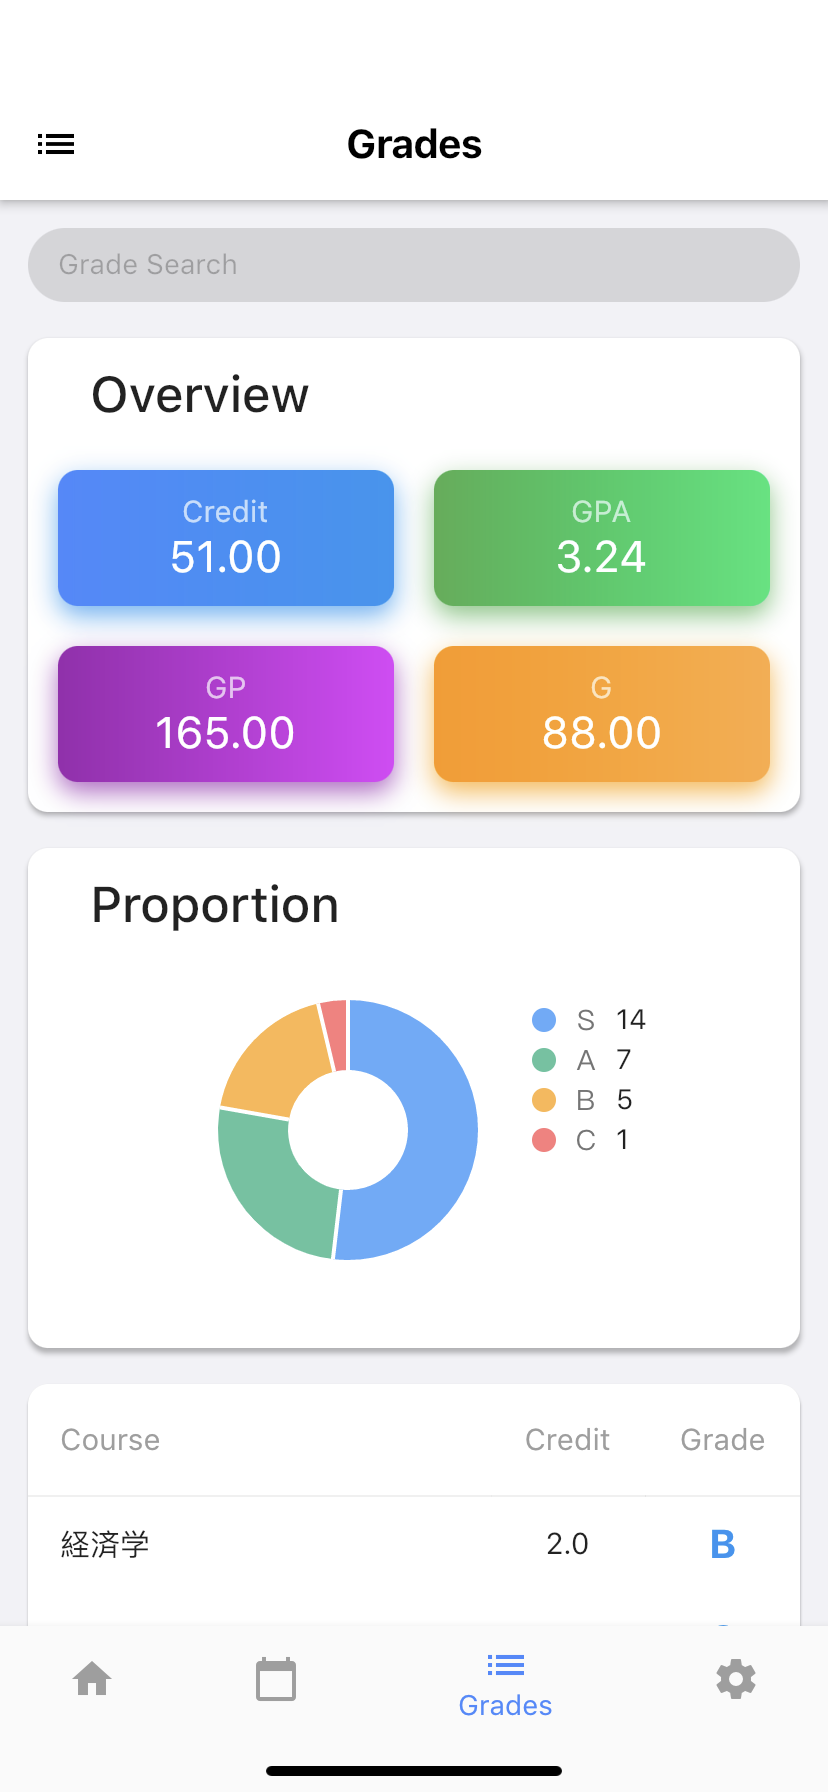 Grades
Grade Search
Overview
Credit
51.00
GPA
3.24
GP
165.00
G
88.00
Proportion
S 14
A 7
B 5
C 1
Course Credit Grade
経済学 2.0 B
Grades